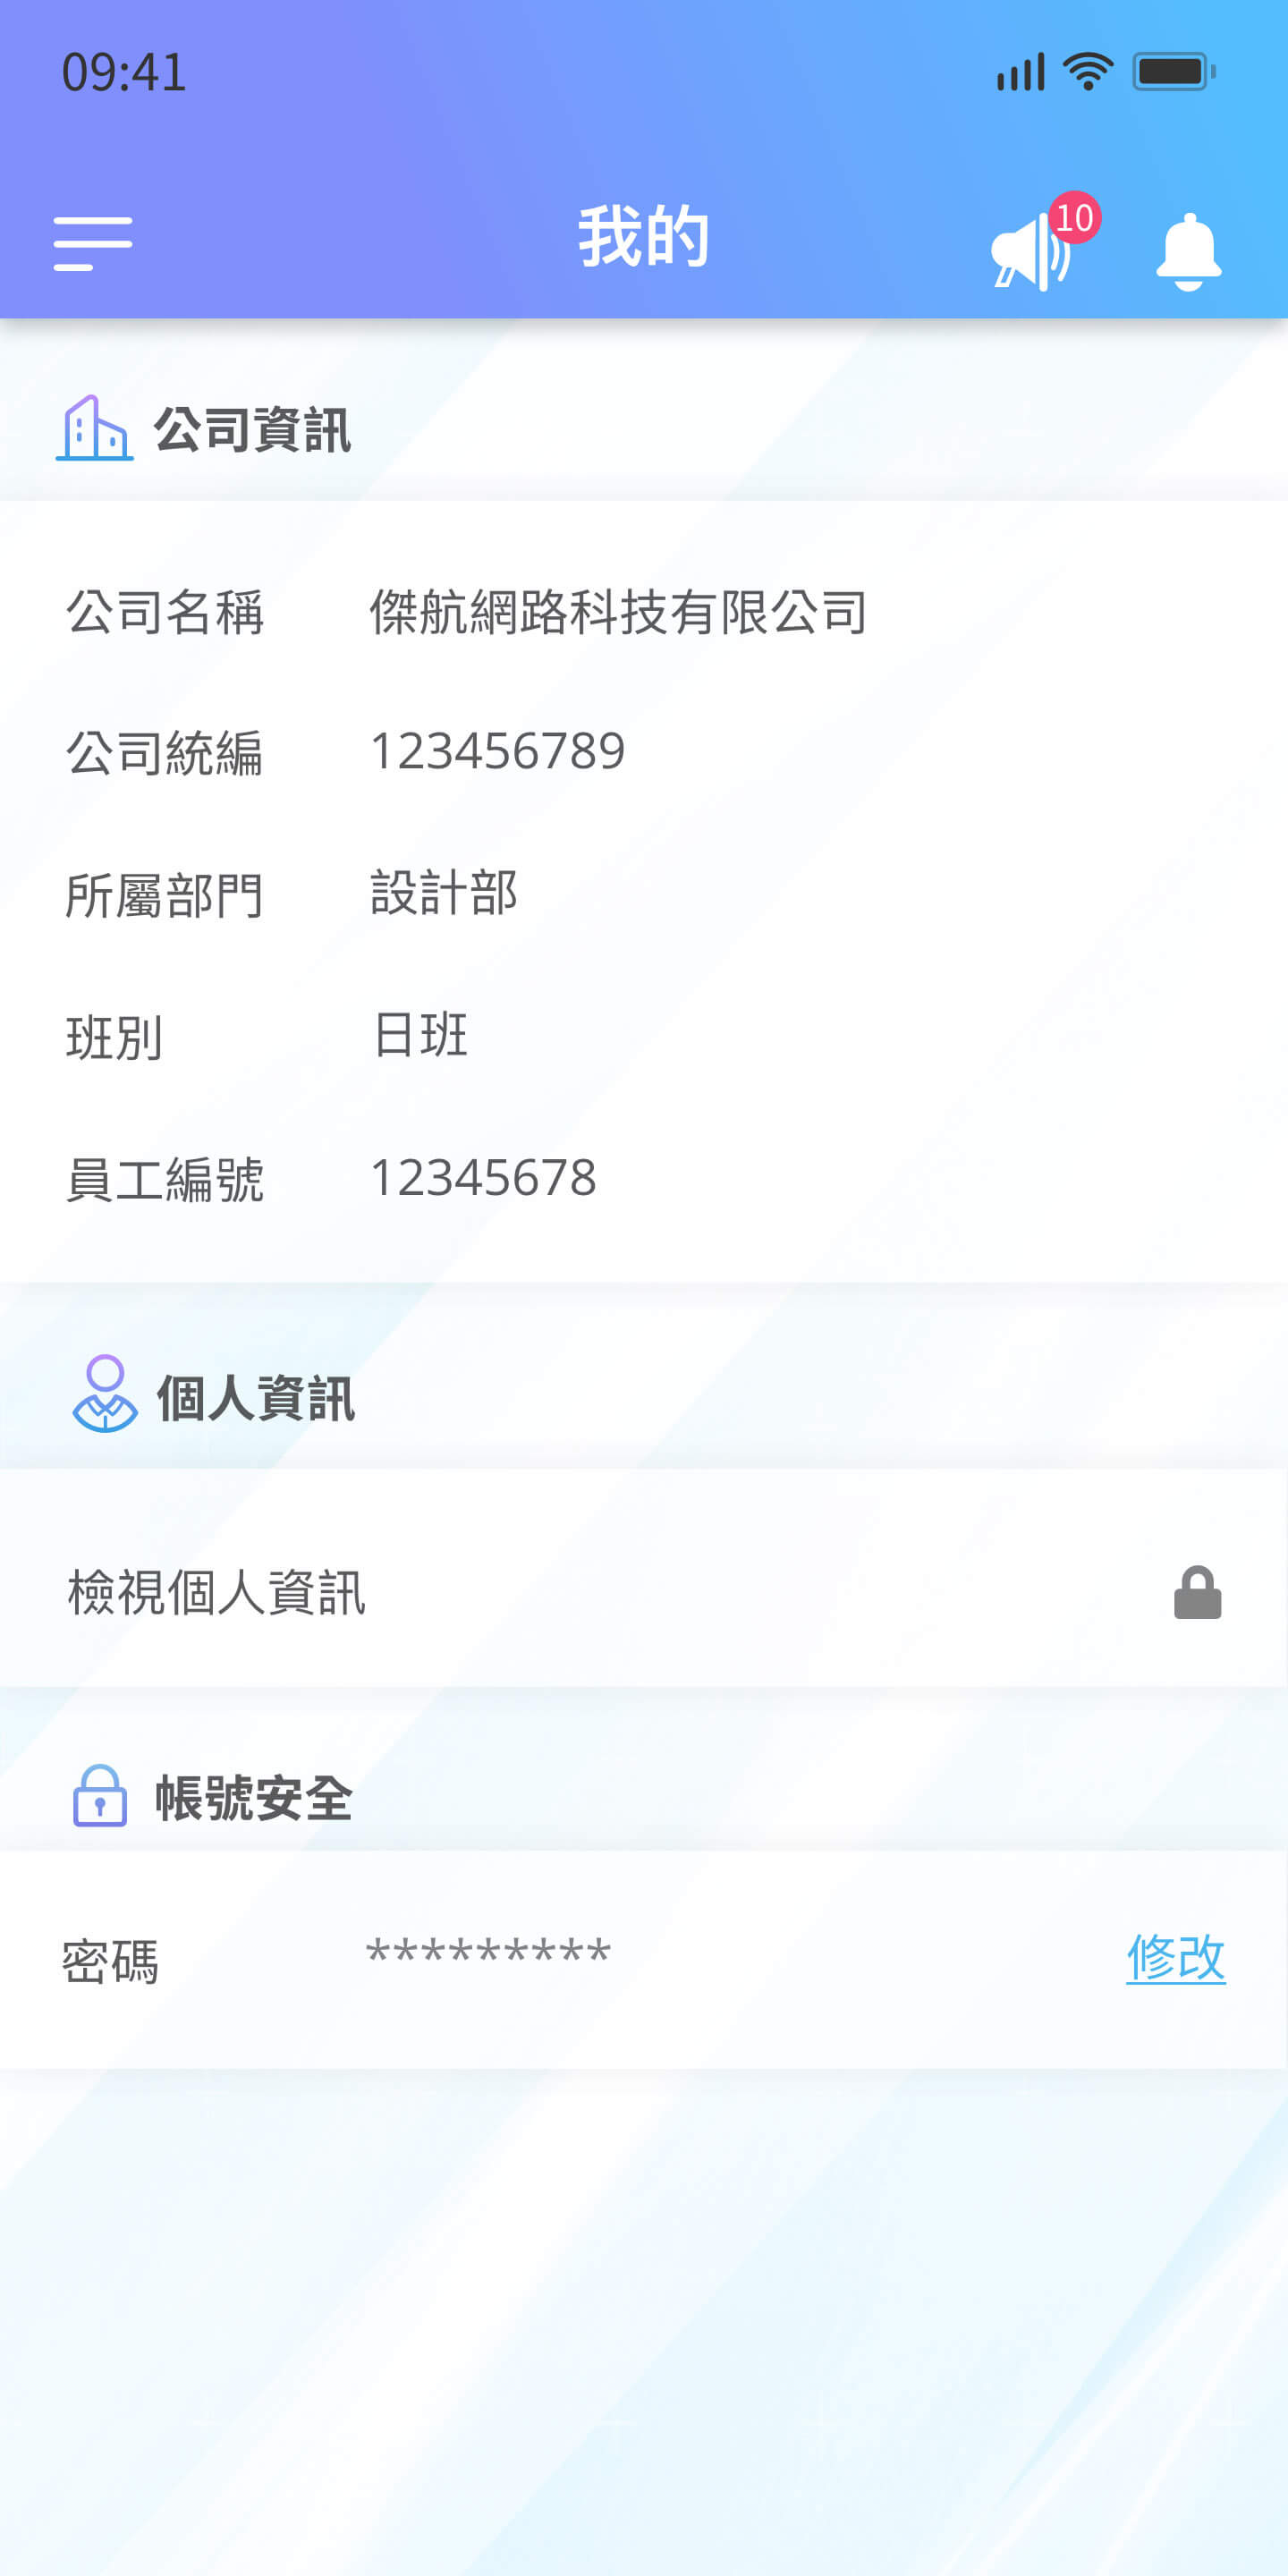 09:41
我的
10
公司資訊
公司名稱 傑航網路科技有限公司
公司統編 123456789
所屬部門 設計部
班別 日班
員工編號 12345678
個人資訊
檢視個人資訊
帳號安全
密碼 ********* 修改